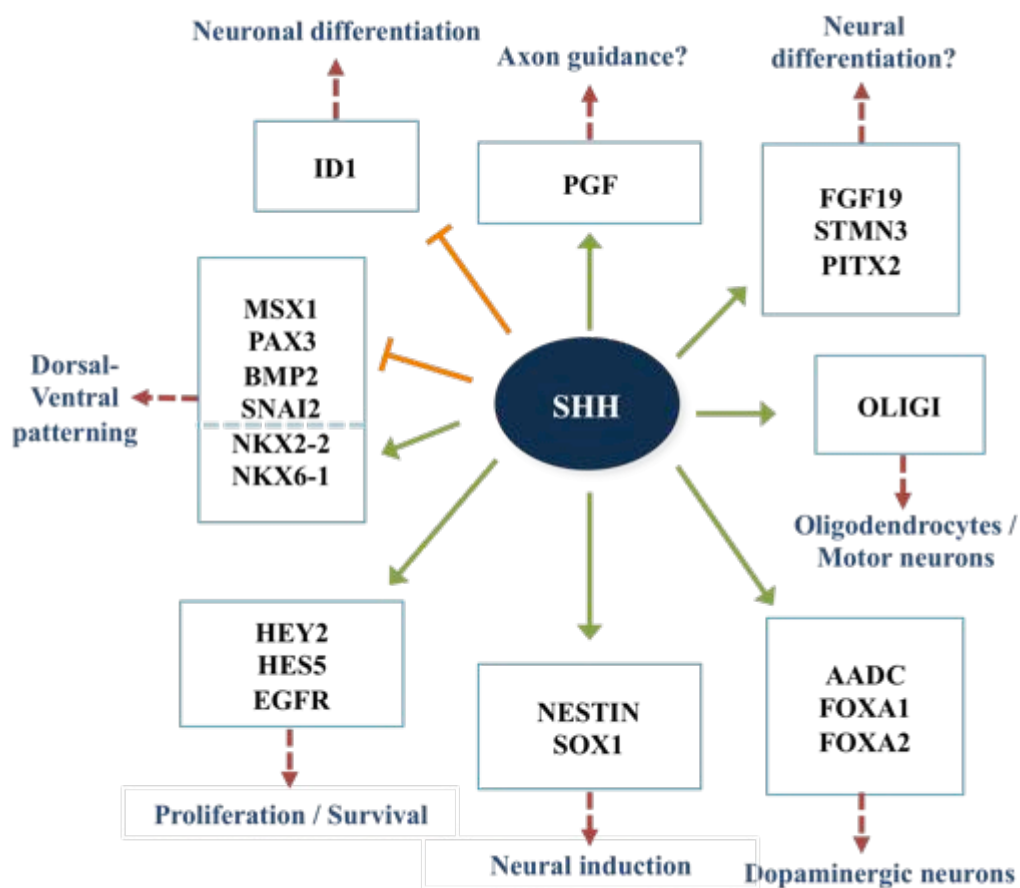 Neuronal differentiation
Axon guidance?
Neural
differentiation?
ID1
PGF
FGF19
STMN3
PITX2
MSX1
PAX3
BMP2
SNAI2
NKX2-2
NKX6-1
Dorsal-
Ventral
patterning
SHH
OLIGI
Oligodendrocytes /
Motor neurons
HEY2
HES5
EGFR
NESTIN
SOX1
AADC
FOXA1
FOXA2
Proliferation / Survival
Neural induction
Dopaminergic neurons